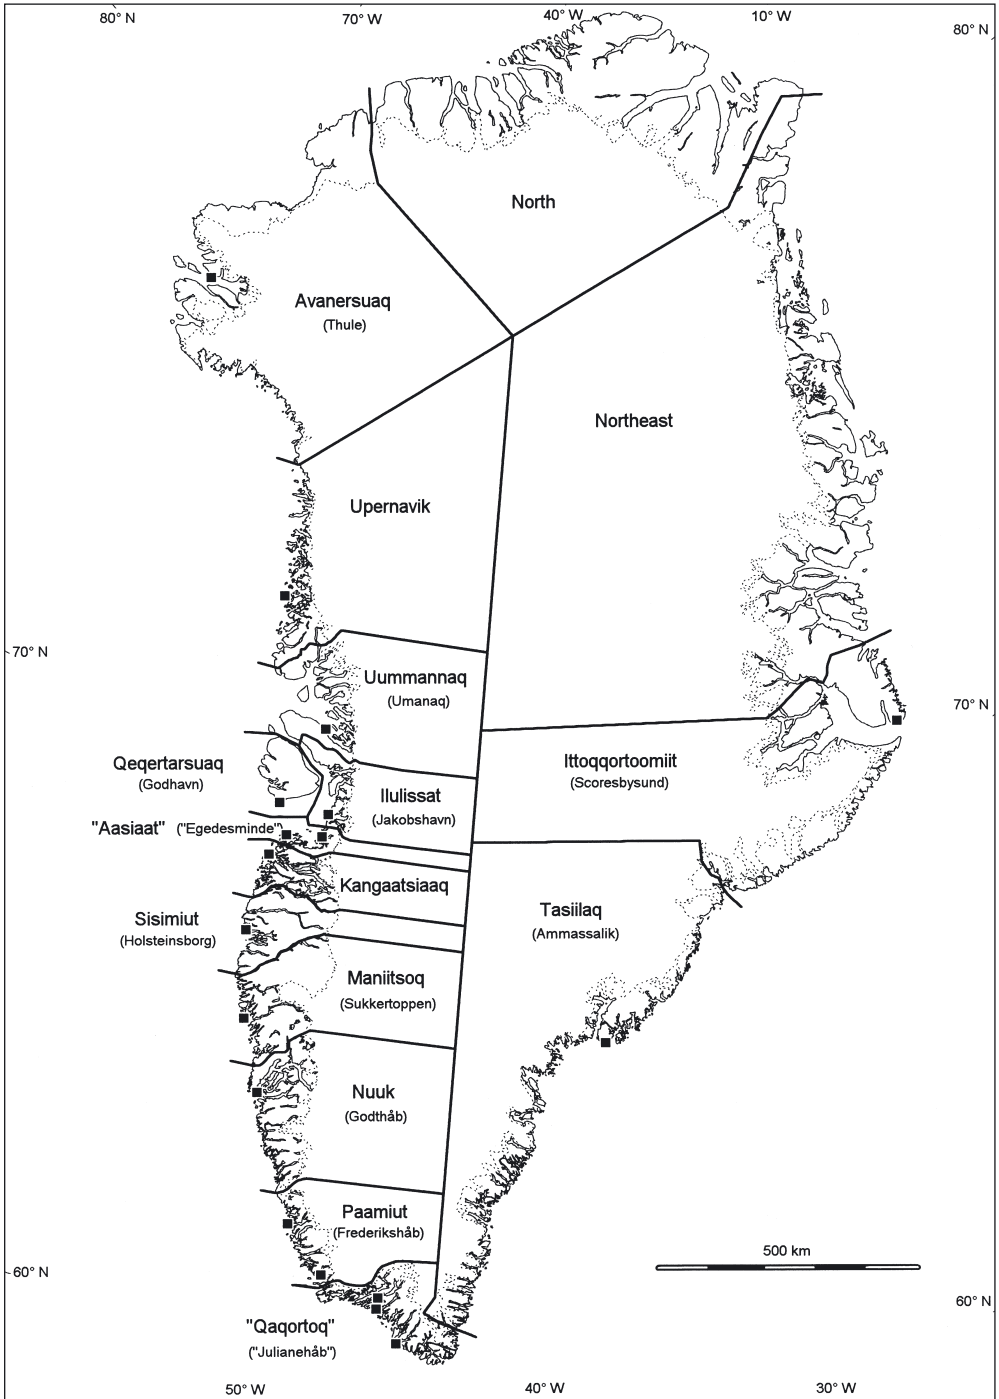 80° N
70° W
40° W
10° W
80° N
North
Avanersuaq
(Thule)
Northeast
Upernavik
70° N
Uummannaq
(Umanaq)
70° N
Qeqertarsuaq
(Godhavn)
Ittoqqortoomiit
(Scoresbysund)
Ilulissat
(Jakobshavn)
"Aasiaat" ("Egedesminde")
Kangaatsiaaq
Sisimiut
(Holsteinsborg)
Tasiilaq
(Ammassalik)
Maniitsoq
(Sukkertoppen)
Nuuk
(Godthåb)
Paamiut
(Frederikshåb)
500 km
60° N
60° N
"Qaqortoq"
("Julianehåb")
50° W
40° W
30° W